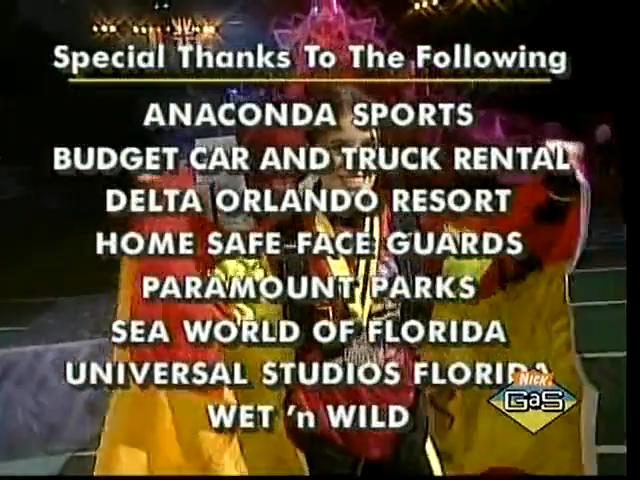 Special Thanks To The Following
ANACONDA SPORTS
BUDGET CAR AND TRUCK RENTAL
DELTA ORLANDO RESORT
HOME SAFE FACE GUARDS
PARAMOUNT PARKS
SEA WORLD OF FLORIDA
UNIVERSAL STUDIOS FLORIDA
WET 'n WILD
NICK
GaS